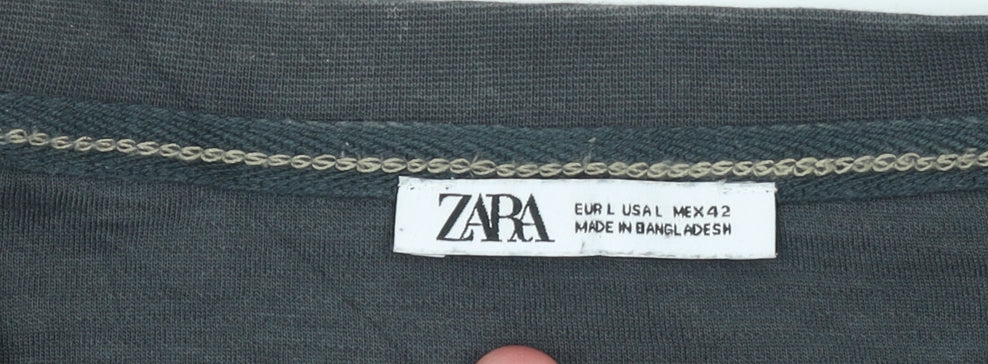 ZARA
EUR L USA L MEX 42
MADE IN BANGLADESH